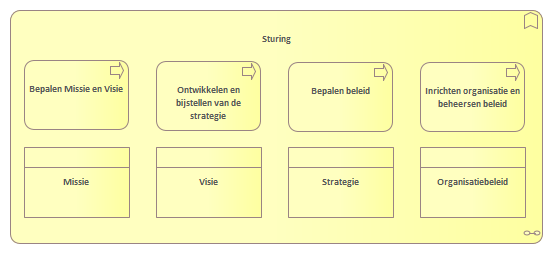 Sturing
Bepalen Missie en Visie
Ontwikkelen en
bijstellen van de
strategie
Bepalen beleid
Inrichten organisatie en
beheersen beleid
Missie
Visie
Strategie
Organisatiebeleid